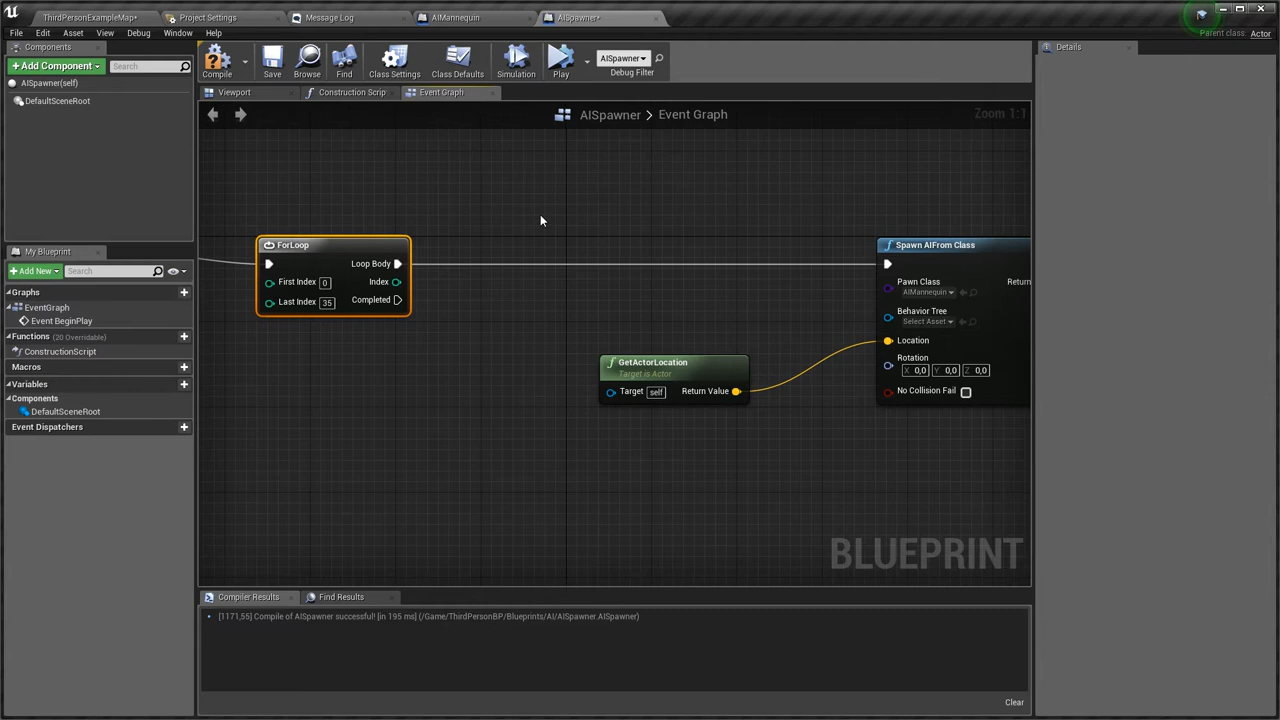 ThirdPersonExampleMap*
Project Settings
Message Log
AIMannequin
AISpawner*
File
Edit
Asset
View
Debug
Window
Help
Parent class: Actor
Components
Add Component
Search
AISpawner(self)
DefaultSceneRoot
Compile
Save
Browse
Find
Class Settings
Class Defaults
Simulation
Play
AISpawner
Debug Filter
Details
Viewport
Construction Scrip
Event Graph
AISpawner > Event Graph
Zoom 1:1
ForLoop
Loop Body
First Index 0
Index
Last Index 35
Completed
GetActorLocation
Target is Actor
Target self
Return Value
Spawn AIFrom Class
Pawn Class
Return
AIMannequin
Behavior Tree
Select Asset
Location
Rotation
X 0,0 Y 0,0 Z 0,0
No Collision Fail
BLUEPRINT
My Blueprint
Add New
Search
Graphs
EventGraph
Event BeginPlay
Functions (20 Overridable)
ConstructionScript
Macros
Variables
Components
DefaultSceneRoot
Event Dispatchers
Compiler Results
Find Results
[1171,55] Compile of AISpawner successful! [in 195 ms] (/Game/ThirdPersonBP/Blueprints/AI/AISpawner.AISpawner)
Clear